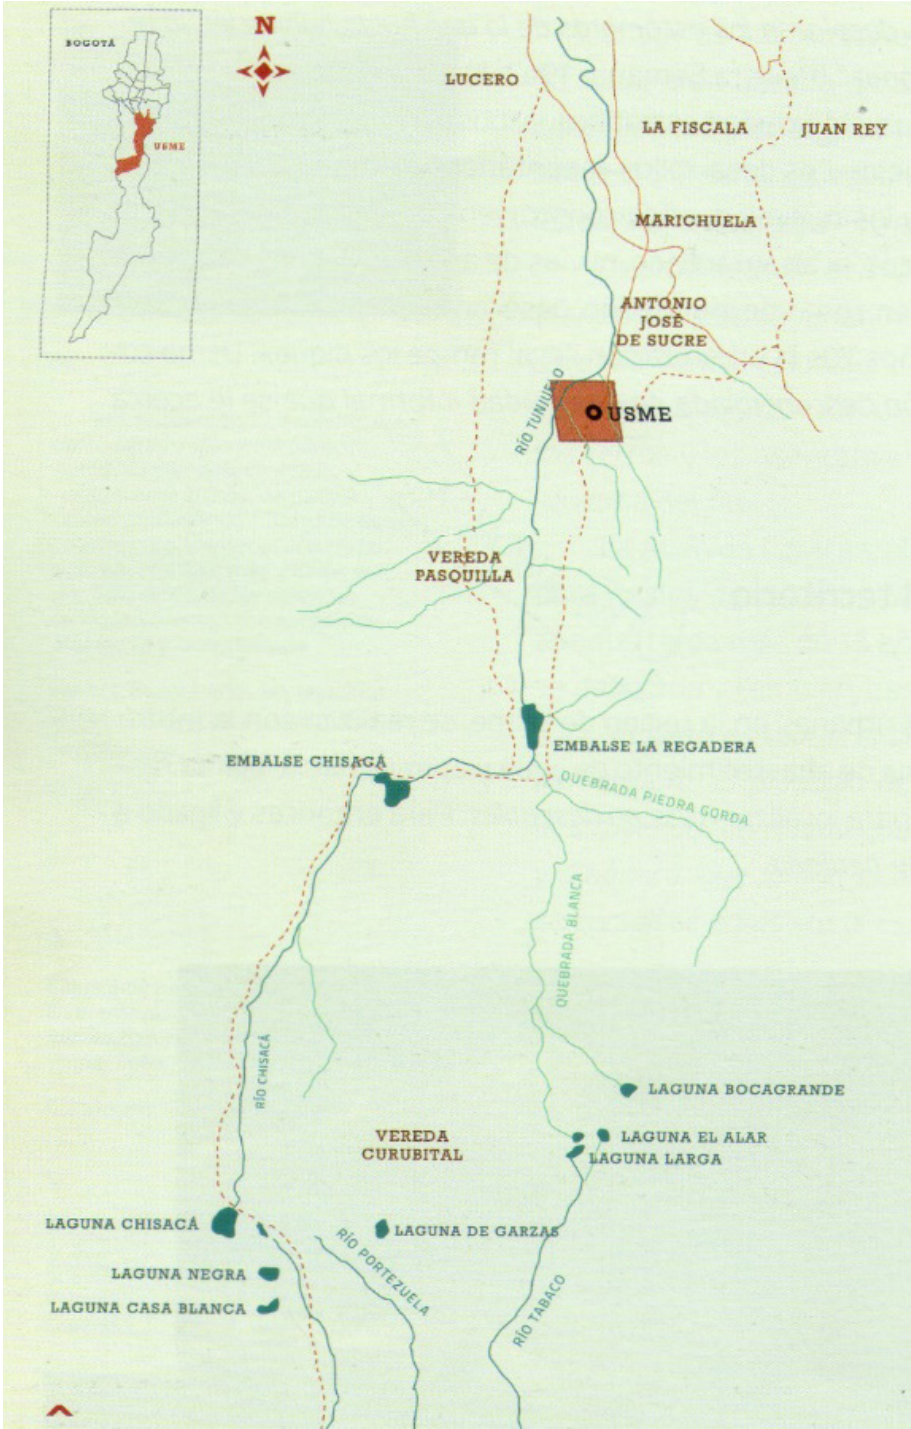 BOGOTÁ
USME
N
LUCERO
LA FISCALA
JUAN REY
MARICHUELA
ANTONIO
JOSÉ
DE SUCRE
RÍO TUNJUELO
USME
VEREDA
PASQUILLA
EMBALSE LA REGADERA
EMBALSE CHISACÁ
QUEBRADA PIEDRA GORDA
QUEBRADA BLANCA
RÍO CHISACÁ
LAGUNA BOCAGRANDE
VEREDA
CURUBITAL
LAGUNA EL ALAR
LAGUNA LARGA
LAGUNA CHISACÁ
LAGUNA DE GARZAS
RÍO PORTEZUELA
LAGUNA NEGRA
LAGUNA CASA BLANCA
RÍO TABACO